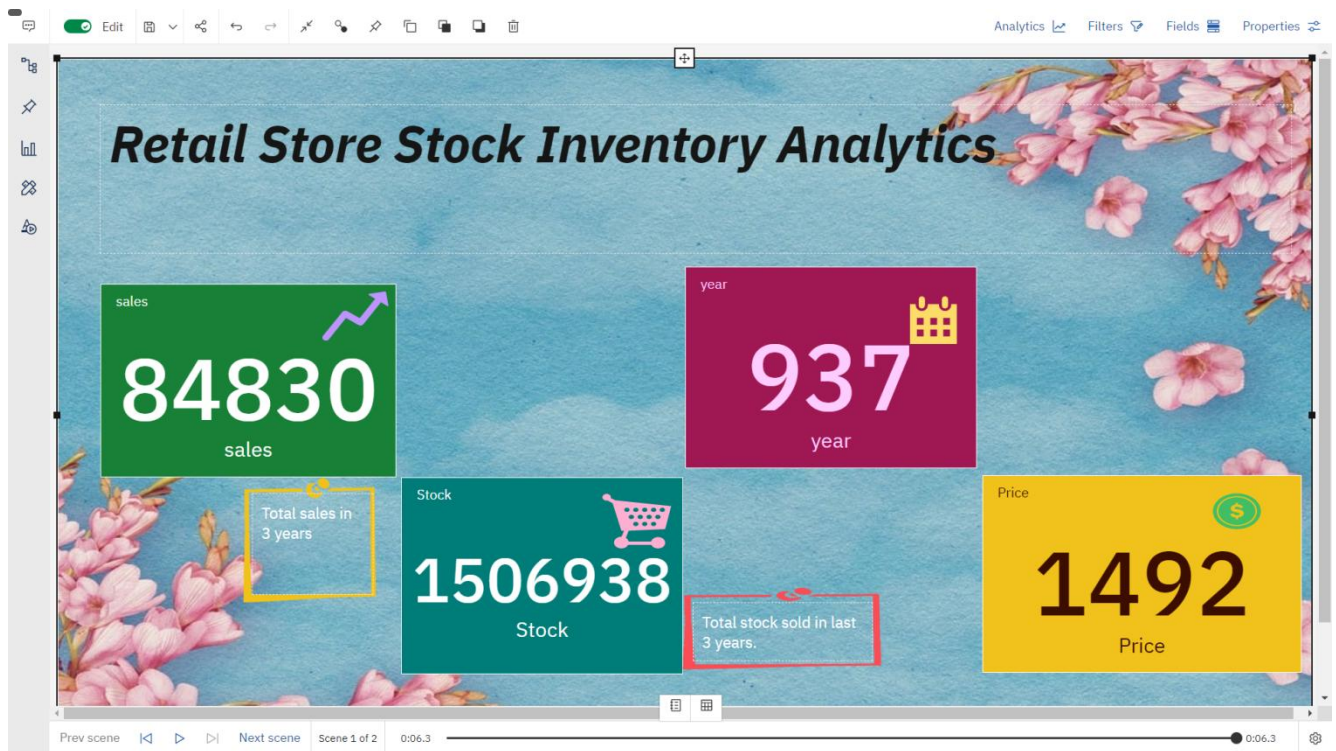 Edit
Analytics
Filters
Fields
Properties
Retail Store Stock Inventory Analytics
sales
84830
sales
year
937
year
Total sales in
3 years
Stock
1506938
Stock
Total stock sold in last
3 years.
Price
$
1492
Price
Prev scene
Next scene
Scene 1 of 2
0:06.3
0:06.3